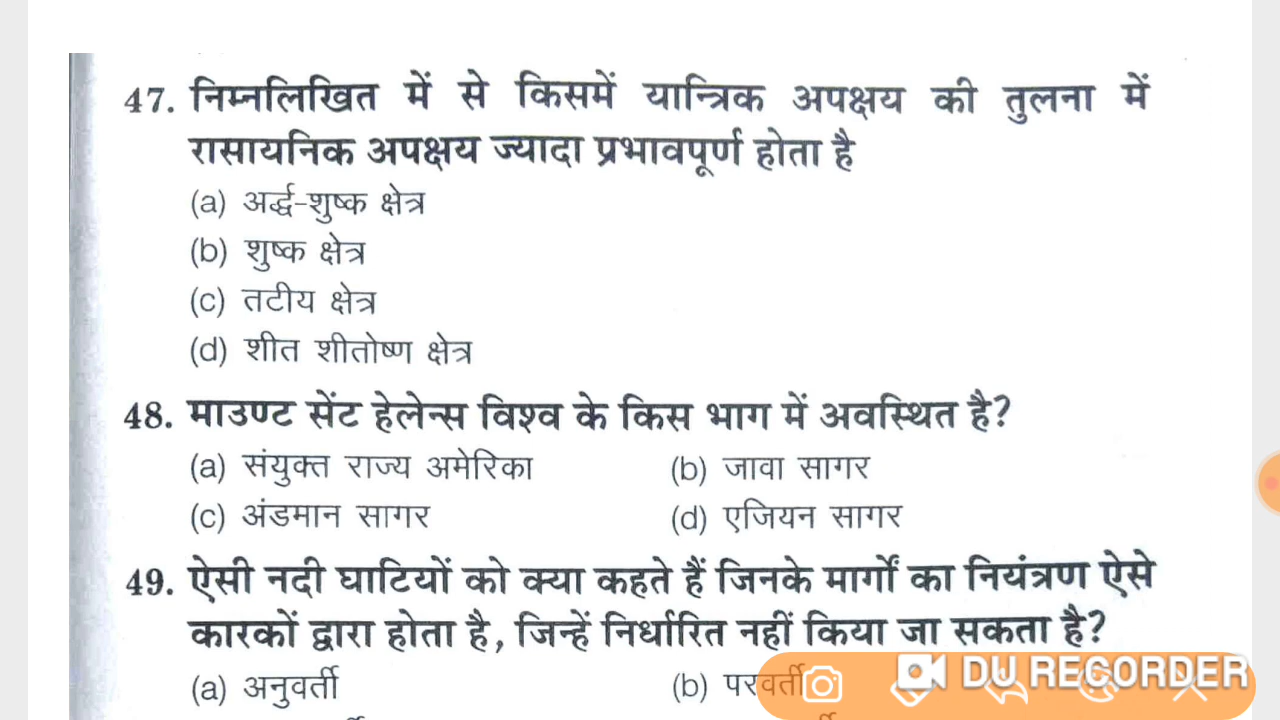 47. निम्नलिखित में से किसमें यान्त्रिक अपक्षय की तुलना में
रासायनिक अपक्षय ज्यादा प्रभावपूर्ण होता है
(a) अर्द्ध-शुष्क क्षेत्र
(b) शुष्क क्षेत्र
(c) तटीय क्षेत्र
(d) शीत शीतोष्ण क्षेत्र
48. माउण्ट सेंट हेलेन्स विश्व के किस भाग में अवस्थित है?
(a) संयुक्त राज्य अमेरिका (b) जावा सागर
(c) अंडमान सागर (d) एजियन सागर
49. ऐसी नदी घाटियों को क्या कहते हैं जिनके मार्गों का नियंत्रण ऐसे
कारकों द्वारा होता है, जिन्हें निर्धारित नहीं किया जा सकता है?
(a) अनुवर्ती (b) परवर्ती
DU RECORDER